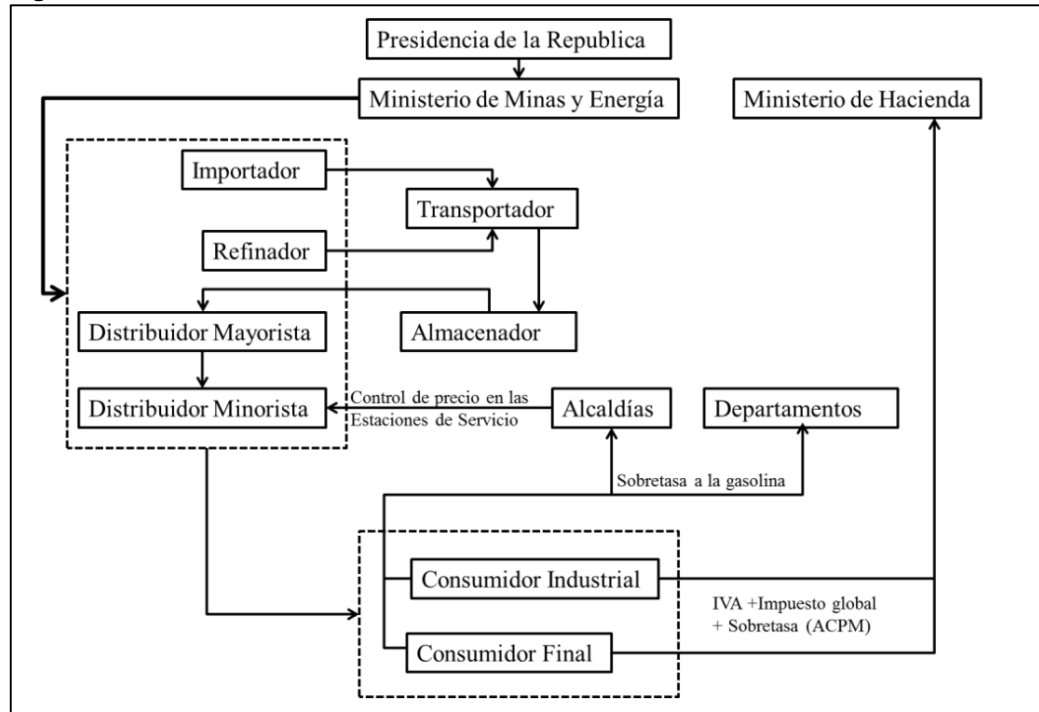 Presidencia de la Republica
Ministerio de Minas y Energía
Ministerio de Hacienda
Importador
Transportador
Refinador
Distribuidor Mayorista
Almacenador
Distribuidor Minorista
Control de precio en las
Estaciones de Servicio
Alcaldías
Departamentos
Sobretasa a la gasolina
Consumidor Industrial
IVA +Impuesto global
+ Sobretasa (ACPM)
Consumidor Final